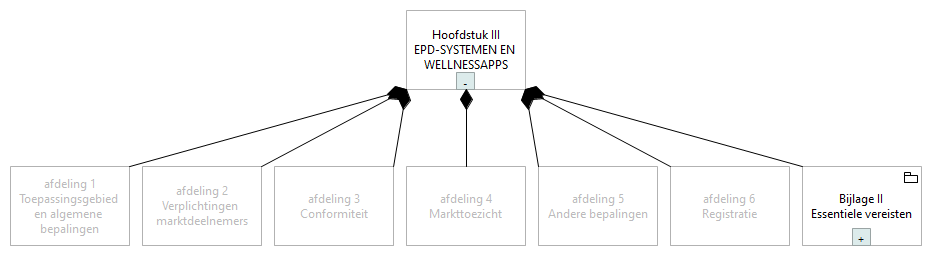 Hoofdstuk III
EPD-SYSTEMEN EN
WELLNESSAPPS
-
afdeling 1
Toepassingsgebied
en algemene
bepalingen
afdeling 2
Verplichtingen
marktdeelnemers
afdeling 3
Conformiteit
afdeling 4
Markttoezicht
afdeling 5
Andere bepalingen
afdeling 6
Registratie
Bijlage II
Essentiele vereisten
+